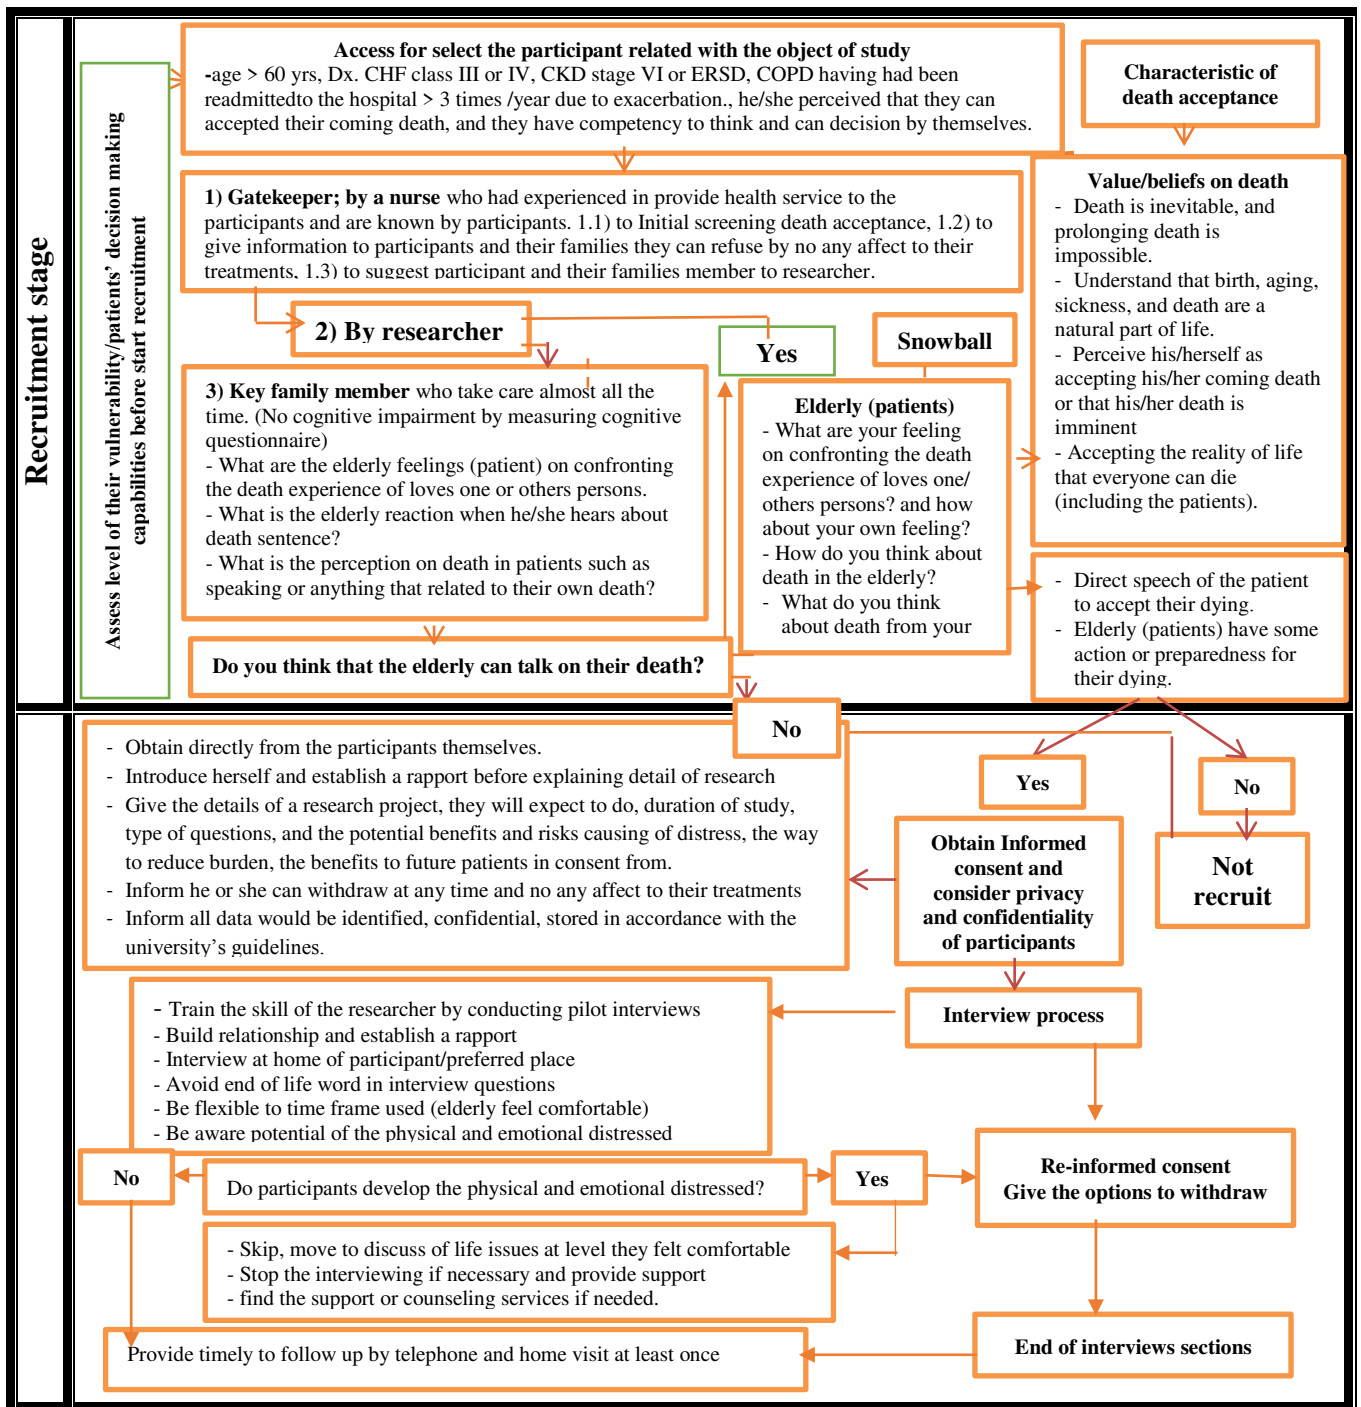 Recruitment stage
Assess level of their vulnerability/patients’ decision making
capabilities before start recruitment
Access for select the participant related with the object of study
-age > 60 yrs, Dx. CHF class III or IV, CKD stage VI or ERSD, COPD having had been
readmittedto the hospital > 3 times /year due to exacerbation., he/she perceived that they can
accepted their coming death, and they have competency to think and can decision by themselves.
Characteristic of
death acceptance
1) Gatekeeper; by a nurse who had experienced in provide health service to the
participants and are known by participants. 1.1) to Initial screening death acceptance, 1.2) to
give information to participants and their families they can refuse by no any affect to their
treatments, 1.3) to suggest participant and their families member to researcher.
Value/beliefs on death
- Death is inevitable, and
prolonging death is
impossible.
- Understand that birth, aging,
sickness, and death are a
natural part of life.
- Perceive his/herself as
accepting his/her coming death
or that his/her death is
imminent
- Accepting the reality of life
that everyone can die
(including the patients).
2) By researcher
Yes
Snowball
3) Key family member who take care almost all the
time. (No cognitive impairment by measuring cognitive
questionnaire)
- What are the elderly feelings (patient) on confronting
the death experience of loves one or others persons.
- What is the elderly reaction when he/she hears about
death sentence?
- What is the perception on death in patients such as
speaking or anything that related to their own death?
Elderly (patients)
- What are your feeling
on confronting the death
experience of loves one/
others persons? and how
about your own feeling?
- How do you think about
death in the elderly?
- What do you think
about death from your
- Direct speech of the patient
to accept their dying.
- Elderly (patients) have some
action or preparedness for
their dying.
Do you think that the elderly can talk on their death?
No
Yes
No
- Obtain directly from the participants themselves.
- Introduce herself and establish a rapport before explaining detail of research
- Give the details of a research project, they will expect to do, duration of study,
type of questions, and the potential benefits and risks causing of distress, the way
to reduce burden, the benefits to future patients in consent from.
- Inform he or she can withdraw at any time and no any affect to their treatments
- Inform all data would be identified, confidential, stored in accordance with the
university’s guidelines.
Obtain Informed
consent and
consider privacy
and confidentiality
of participants
Not
recruit
- Train the skill of the researcher by conducting pilot interviews
- Build relationship and establish a rapport
- Interview at home of participant/preferred place
- Avoid end of life word in interview questions
- Be flexible to time frame used (elderly feel comfortable)
- Be aware potential of the physical and emotional distressed
Interview process
No
Do participants develop the physical and emotional distressed?
Yes
Re-informed consent
Give the options to withdraw
- Skip, move to discuss of life issues at level they felt comfortable
- Stop the interviewing if necessary and provide support
- find the support or counseling services if needed.
Provide timely to follow up by telephone and home visit at least once
End of interviews sections